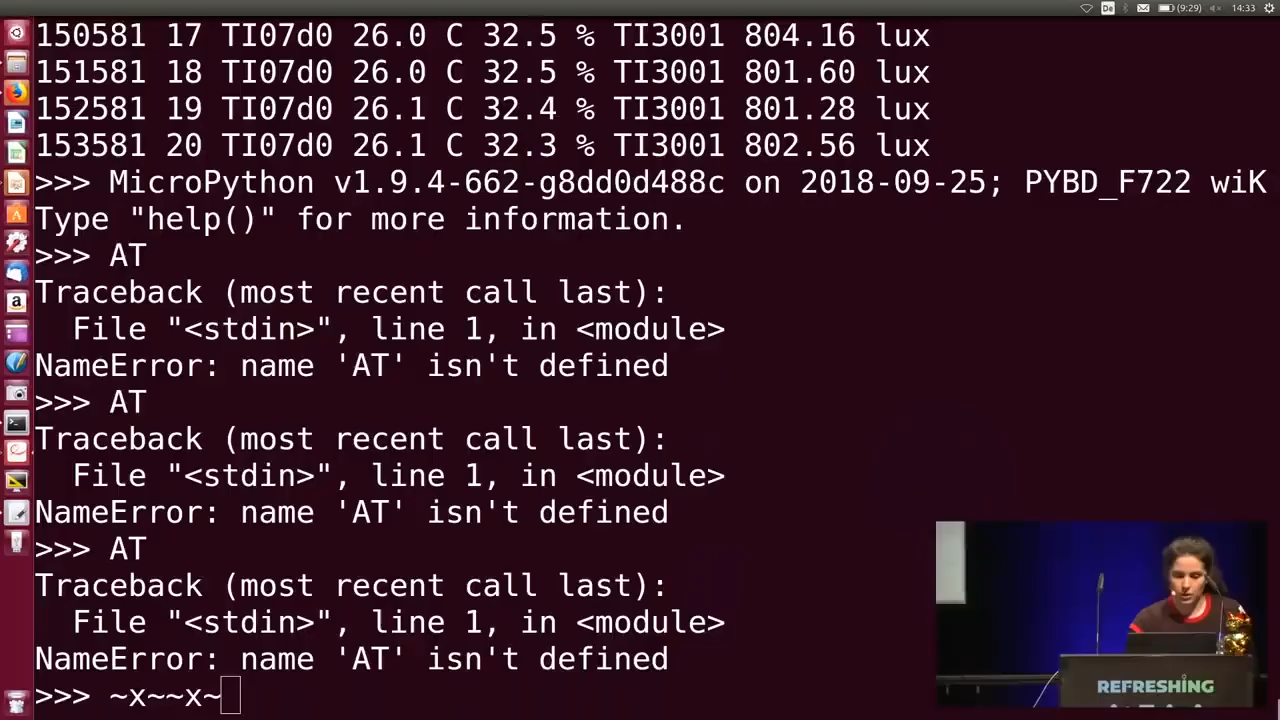 De (9:29) 14:33
150581 17 TI07d0 26.0 C 32.5 % TI3001 804.16 lux
151581 18 TI07d0 26.0 C 32.5 % TI3001 801.60 lux
152581 19 TI07d0 26.1 C 32.4 % TI3001 801.28 lux
153581 20 TI07d0 26.1 C 32.3 % TI3001 802.56 lux
>>> MicroPython v1.9.4-662-g8dd0d488c on 2018-09-25; PYBD_F722 wiK
Type "help()" for more information.
>>> AT
Traceback (most recent call last):
  File "<stdin>", line 1, in <module>
NameError: name 'AT' isn't defined
>>> AT
Traceback (most recent call last):
  File "<stdin>", line 1, in <module>
NameError: name 'AT' isn't defined
>>> AT
Traceback (most recent call last):
  File "<stdin>", line 1, in <module>
NameError: name 'AT' isn't defined
>>> ~x~~x~
REFRESHING